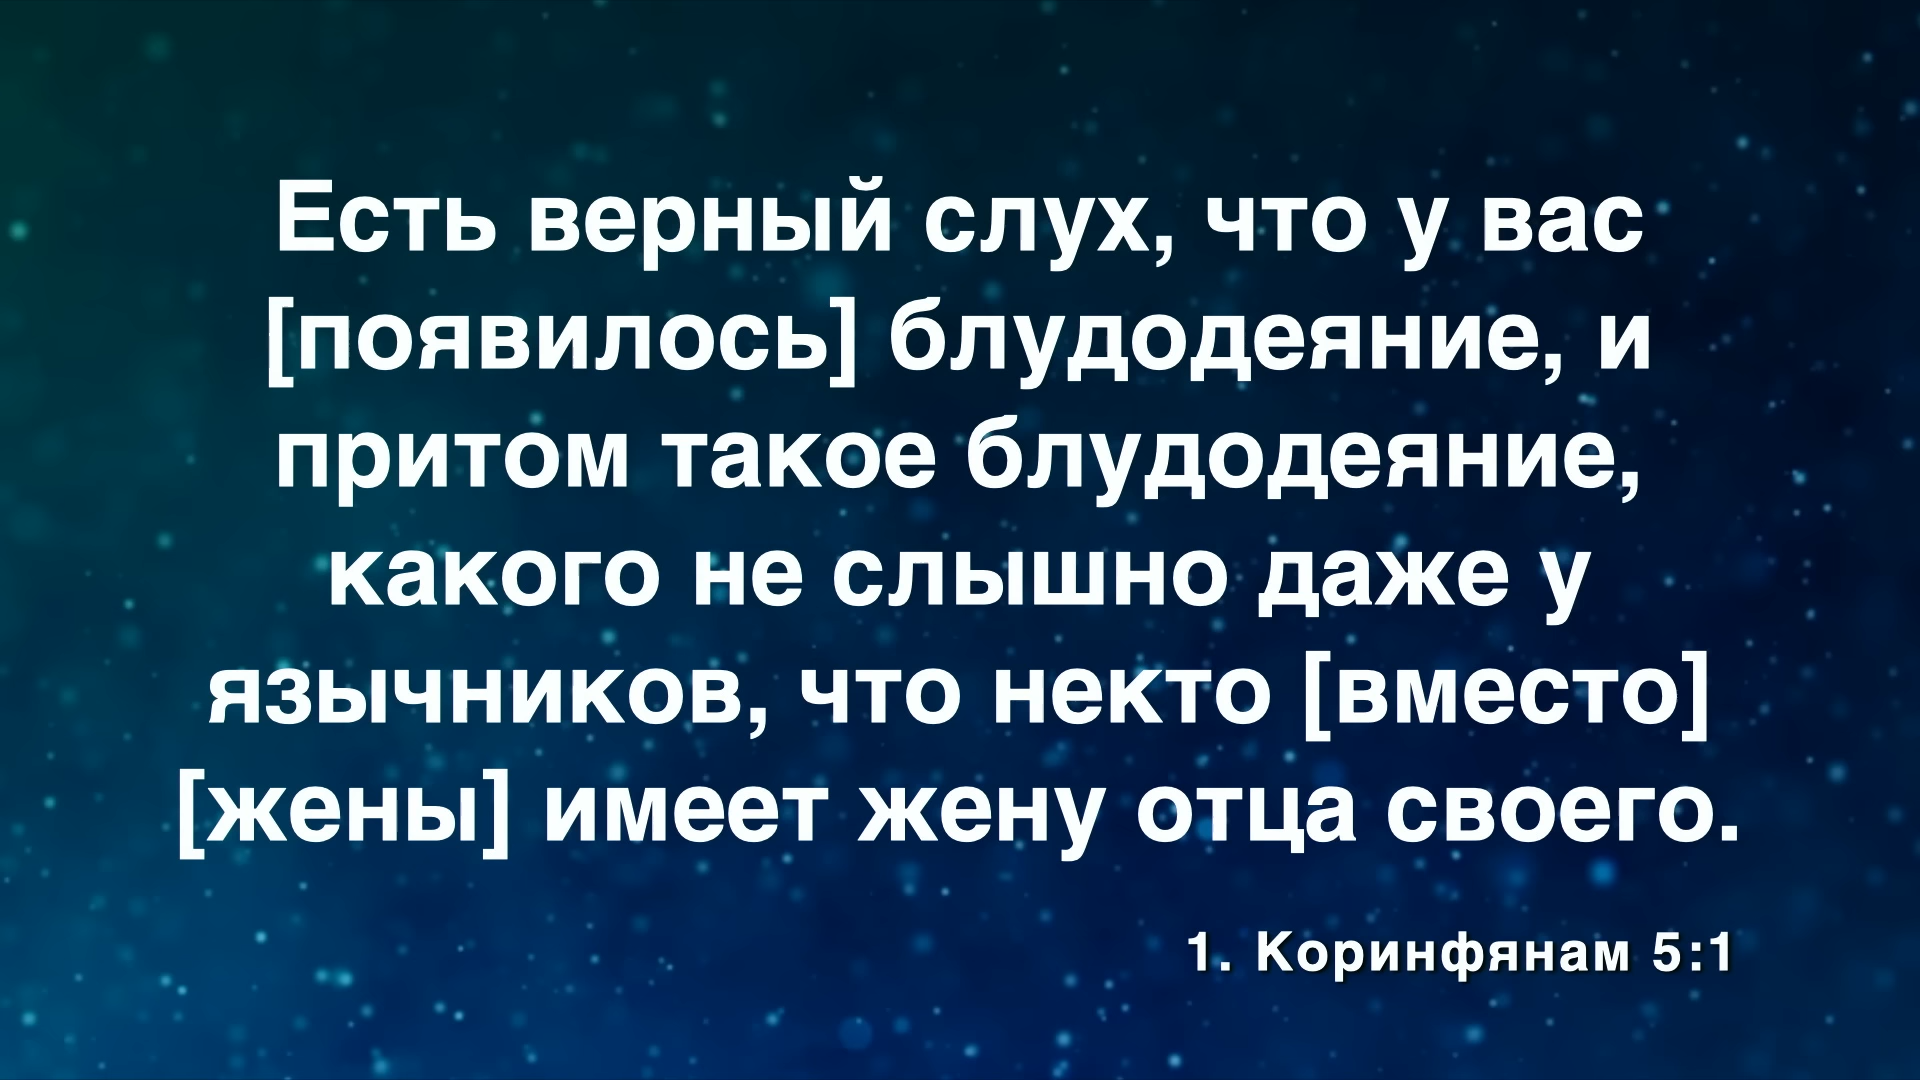 Есть верный слух, что у вас
[появилось] блудодеяние, и
притом такое блудодеяние,
какого не слышно даже у
язычников, что некто [вместо]
[жены] имеет жену отца своего.
1. Коринфянам 5:1